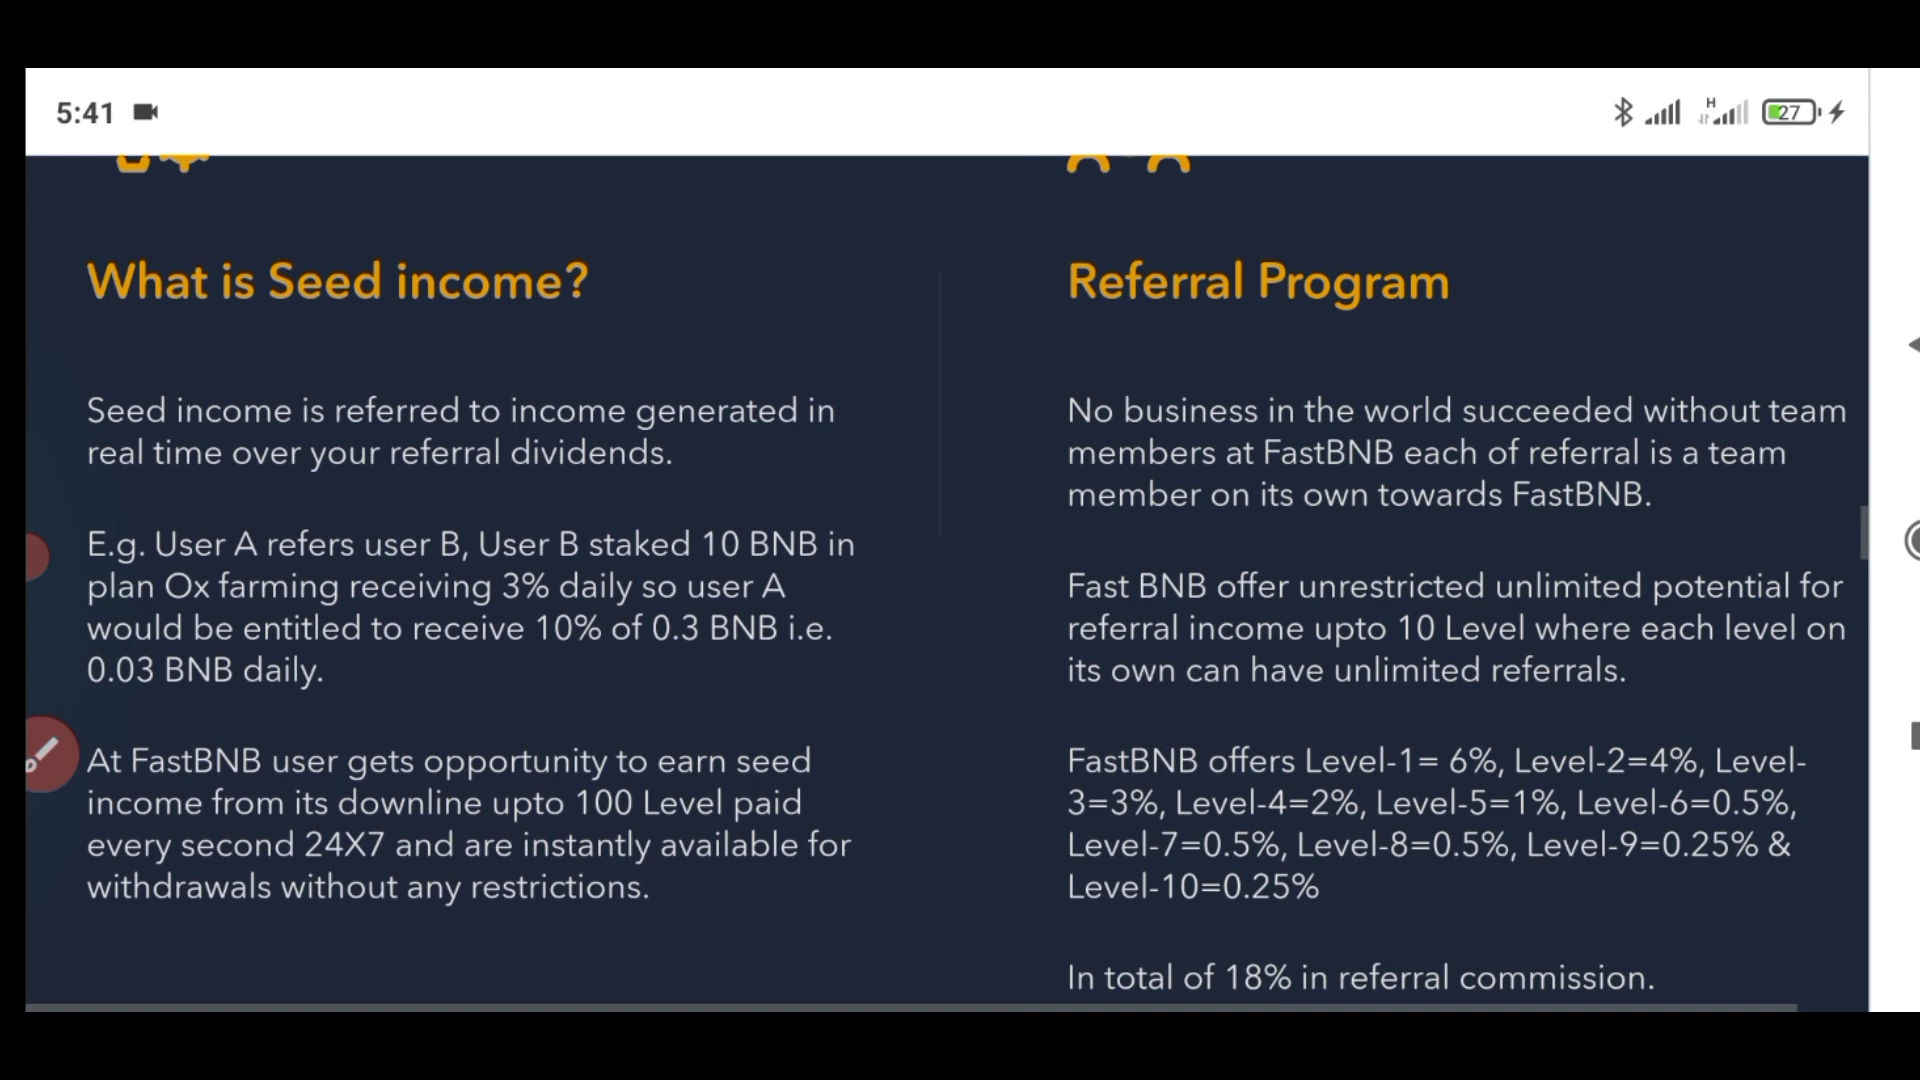 5:41
H
27
What is Seed income?
Seed income is referred to income generated in
real time over your referral dividends.
E.g. User A refers user B, User B staked 10 BNB in
plan Ox farming receiving 3% daily so user A
would be entitled to receive 10% of 0.3 BNB i.e.
0.03 BNB daily.
At FastBNB user gets opportunity to earn seed
income from its downline upto 100 Level paid
every second 24X7 and are instantly available for
withdrawals without any restrictions.
Referral Program
No business in the world succeeded without team
members at FastBNB each of referral is a team
member on its own towards FastBNB.
Fast BNB offer unrestricted unlimited potential for
referral income upto 10 Level where each level on
its own can have unlimited referrals.
FastBNB offers Level-1= 6%, Level-2=4%, Level-
3=3%, Level-4=2%, Level-5=1%, Level-6=0.5%,
Level-7=0.5%, Level-8=0.5%, Level-9=0.25% &
Level-10=0.25%
In total of 18% in referral commission.